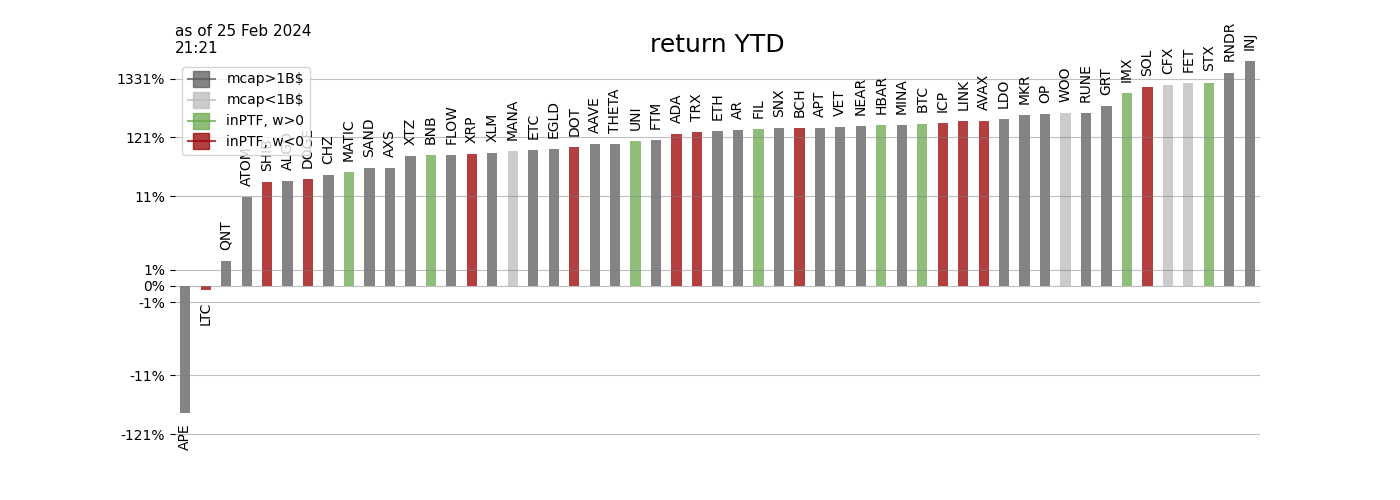 as of 25 Feb 2024
21:21
return YTD
mcap>1B$
mcap<1B$
inPTF, w>0
inPTF, w<0
1331%
121%
11%
1%
0%
-1%
-11%
-121%
APE
LTC
QNT
ATOM
SHIB
ALGO
DOGE
CHZ
MATIC
SAND
AXS
XTZ
BNB
FLOW
XRP
XLM
MANA
ETC
EGLD
DOT
AAVE
THETA
UNI
FTM
ADA
TRX
ETH
AR
FIL
SNX
BCH
APT
VET
NEAR
HBAR
MINA
BTC
ICP
LINK
AVAX
LDO
MKR
OP
WOO
RUNE
GRT
IMX
SOL
CFX
FET
STX
RNDR
INJ